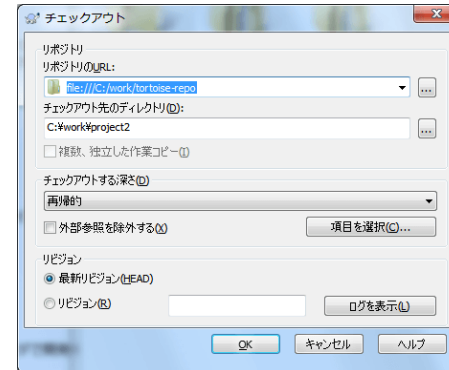 チェックアウト
リポジトリ
リポジトリのURL:
file:///C:/work/tortoise-repo
...
チェックアウト先のディレクトリ(D):
C:¥work¥project2
...
複数、独立した作業コピー(I)
チェックアウトする深さ(D)
再帰的
外部参照を除外する(X)
項目を選択(C)...
リビジョン
最新リビジョン(HEAD)
リビジョン(R)
ログを表示(L)
OK
キャンセル
ヘルプ